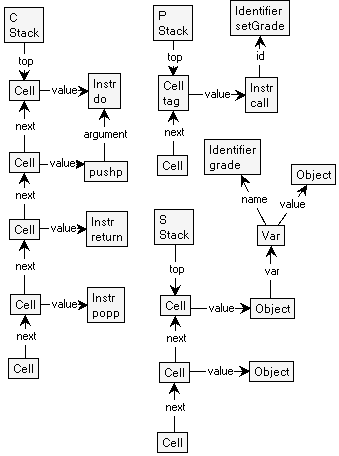 C
Stack
top
Cell
value
Instr
do
next
argument
Cell
value
pushp
next
Cell
value
Instr
return
next
Cell
value
Instr
popp
next
Cell
P
Stack
top
Cell
tag
value
Instr
call
id
Identifier
setGrade
next
Cell
Identifier
grade
Object
name
value
Var
var
S
Stack
top
Cell
value
Object
next
Cell
value
Object
next
Cell